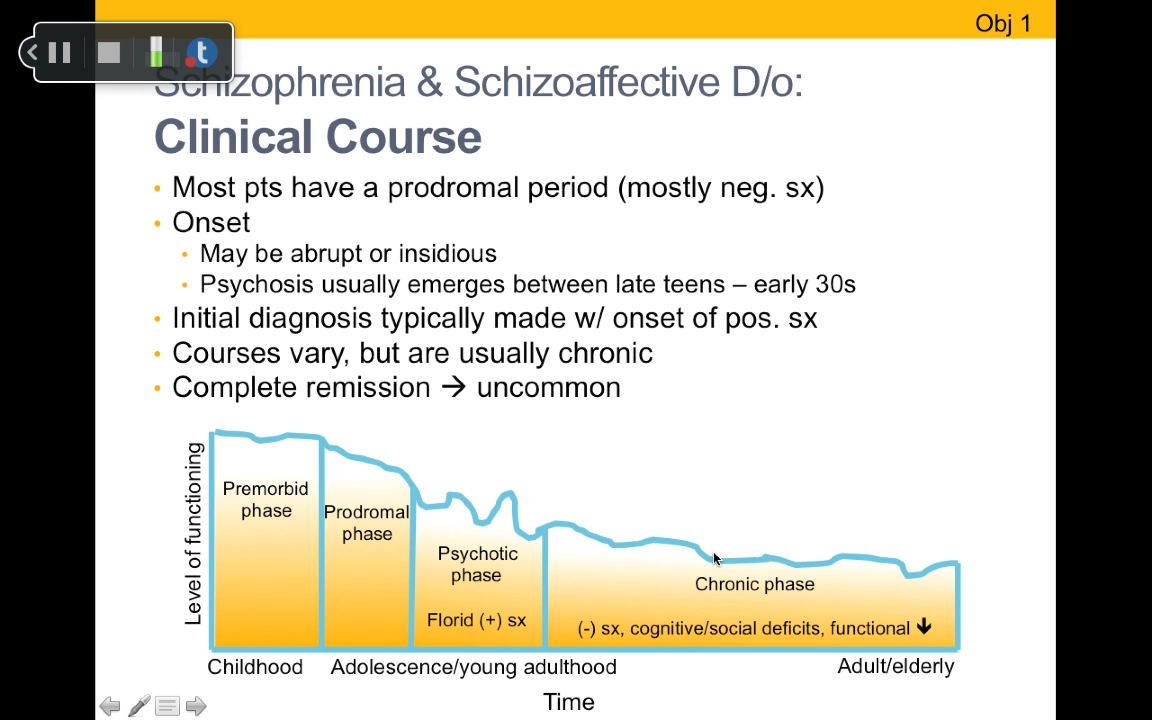 Obj 1
t
Schizophrenia & Schizoaffective D/o:
Clinical Course
• Most pts have a prodromal period (mostly neg. sx)
• Onset
• May be abrupt or insidious
• Psychosis usually emerges between late teens – early 30s
• Initial diagnosis typically made w/ onset of pos. sx
• Courses vary, but are usually chronic
• Complete remission → uncommon
Level of functioning
Premorbid
phase
Prodromal
phase
Psychotic
phase
Florid (+) sx
Chronic phase
(-) sx, cognitive/social deficits, functional ↓
Childhood
Adolescence/young adulthood
Adult/elderly
Time